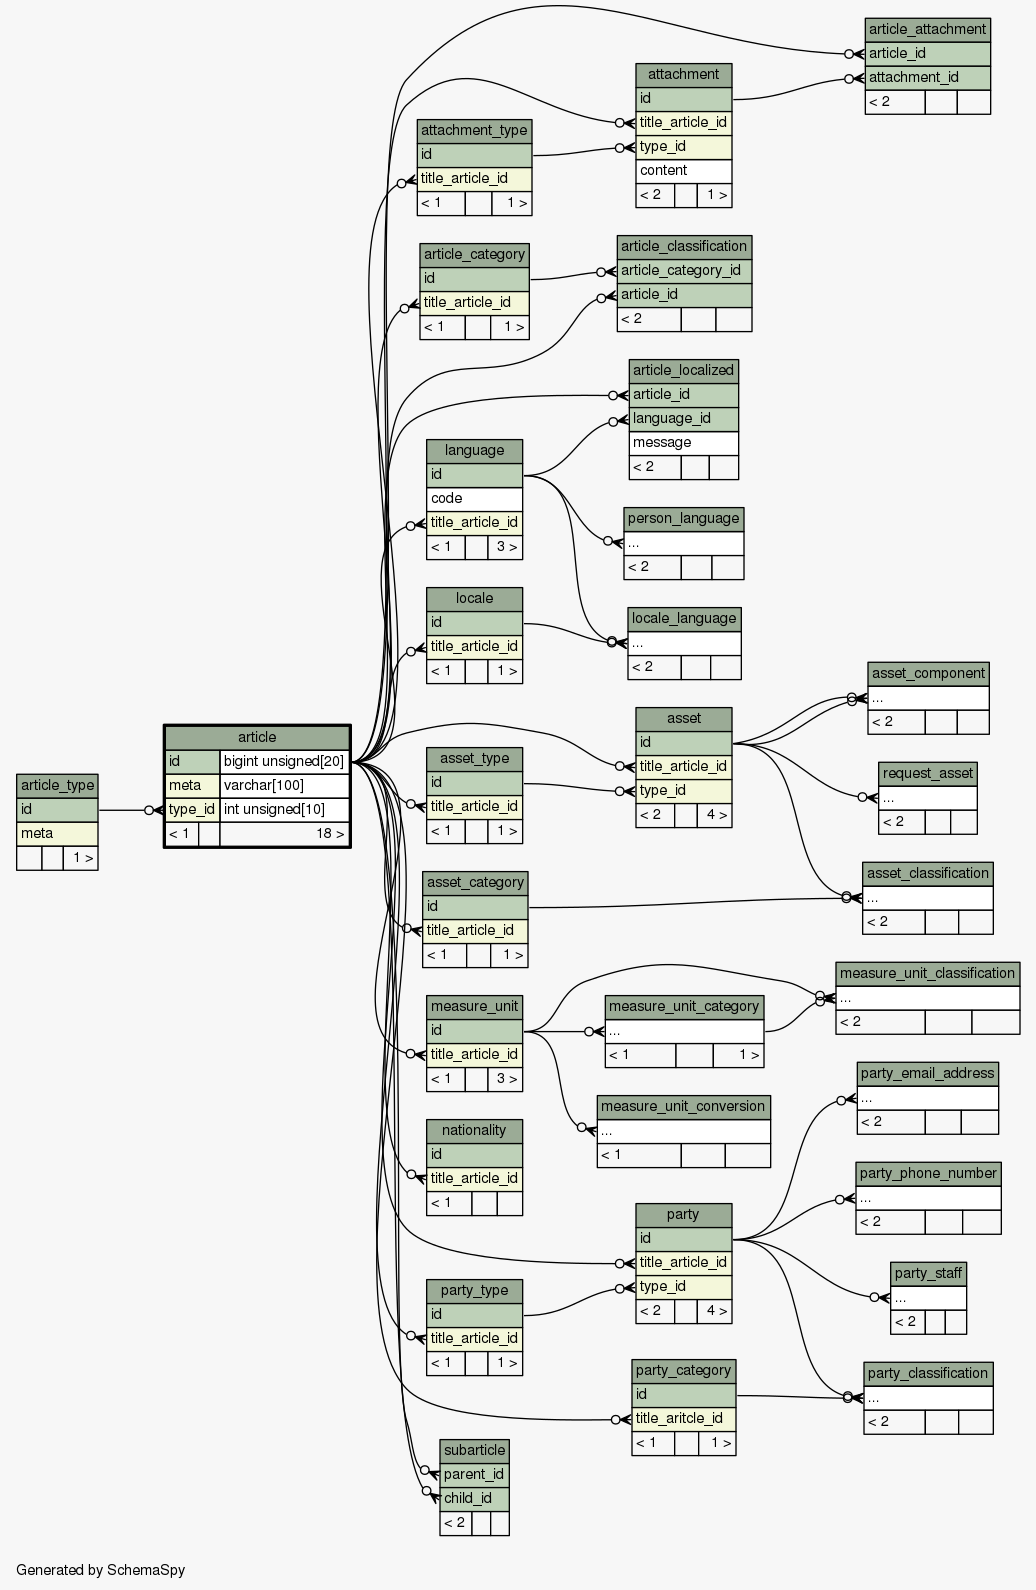 article_attachment
article_id
attachment_id
< 2
attachment
id
title_article_id
type_id
content
< 2 1 >
attachment_type
id
title_article_id
< 1 1 >
article_category
id
title_article_id
< 1 1 >
article_classification
article_category_id
article_id
< 2
article_localized
article_id
language_id
message
< 2
language
id
code
title_article_id
< 1 3 >
person_language
...
< 2
locale
id
title_article_id
< 1 1 >
locale_language
...
< 2
asset_component
...
< 2
asset
id
title_article_id
type_id
< 2 4 >
article
id bigint unsigned[20]
meta varchar[100]
type_id int unsigned[10]
< 1 18 >
article_type
id
meta
1 >
asset_type
id
title_article_id
< 1 1 >
request_asset
...
< 2
asset_category
id
title_article_id
< 1 1 >
asset_classification
...
< 2
measure_unit_classification
...
< 2
measure_unit
id
title_article_id
< 1 3 >
measure_unit_category
...
< 1 1 >
measure_unit_conversion
...
< 1
party_email_address
...
< 2
nationality
id
title_article_id
< 1
party_phone_number
...
< 2
party
id
title_article_id
type_id
< 2 4 >
party_staff
...
< 2
party_type
id
title_article_id
< 1 1 >
party_category
id
title_aritcle_id
< 1 1 >
party_classification
...
< 2
subarticle
parent_id
child_id
< 2
Generated by SchemaSpy